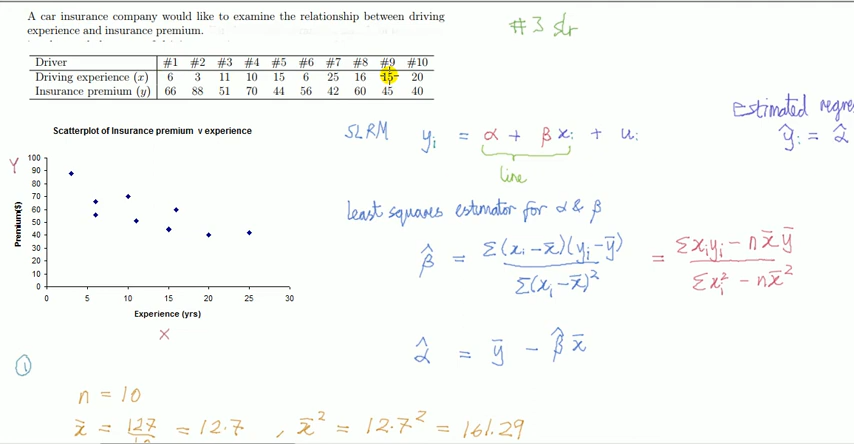 A car insurance company would like to examine the relationship between driving
experience and insurance premium.
#3 slr
Driver #1 #2 #3 #4 #5 #6 #7 #8 #9 #10
Driving experience (x) 6 3 11 10 15 6 25 16 15 20
Insurance premium (y) 66 88 51 70 44 56 42 60 45 40
Scatterplot of Insurance premium v experience
Y
Premium($)
100
90
80
70
60
50
40
30
20
10
0
0 5 10 15 20 25 30
Experience (yrs)
X
SLRM yi = α + βxi + ui
line
Estimated regre
ŷi = α̂
least squares estimator for α & β
β̂ = Σ(xi − x̄)(yi − ȳ) / Σ(xi − x̄)² = Σxiyi − nx̄ȳ / Σxi² − nx̄²
α̂ = ȳ − β̂x̄
①
n = 10
x̄ = 127/10 = 12.7 , x̄² = 12.7² = 161.29